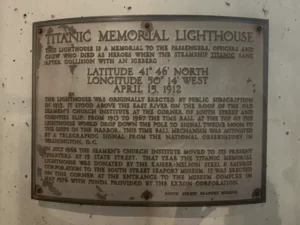 TITANIC MEMORIAL LIGHTHOUSE
THIS LIGHTHOUSE IS A MEMORIAL TO THE PASSENGERS, OFFICERS AND
CREW WHO DIED AS HEROES WHEN THE STEAMSHIP TITANIC SANK
AFTER COLLISION WITH AN ICEBERG
LATITUDE 41° 46' NORTH
LONGITUDE 50° 14' WEST
APRIL 15, 1912
THE LIGHTHOUSE WAS ORIGINALLY ERECTED BY PUBLIC SUBSCRIPTION
IN 1913. IT STOOD ABOVE THE EAST RIVER ON THE ROOF OF THE OLD
SEAMEN'S CHURCH INSTITUTE AT THE CORNER OF SOUTH STREET AND
COENTIES SLIP. FROM 1913 TO 1967 THE TIME BALL AT THE TOP OF THE
LIGHTHOUSE WOULD DROP DOWN THE POLE TO SIGNAL TWELVE NOON TO
THE SHIPS IN THE HARBOR. THIS TIME BALL MECHANISM WAS ACTIVATED
BY A TELEGRAPHIC SIGNAL FROM THE NATIONAL OBSERVATORY IN
WASHINGTON, D.C.
IN JULY 1968 THE SEAMEN'S CHURCH INSTITUTE MOVED TO ITS PRESENT
QUARTERS AT 15 STATE STREET. THAT YEAR THE TITANIC MEMORIAL
LIGHTHOUSE WAS DONATED BY THE KAISER-NELSON STEEL & SALVAGE
CORPORATION TO THE SOUTH STREET SEAPORT MUSEUM. IT WAS ERECTED
ON THIS CORNER AT THE ENTRANCE TO THE MUSEUM COMPLEX IN
MAY 1976 WITH FUNDS PROVIDED BY THE EXXON CORPORATION.
SOUTH STREET SEAPORT MUSEUM